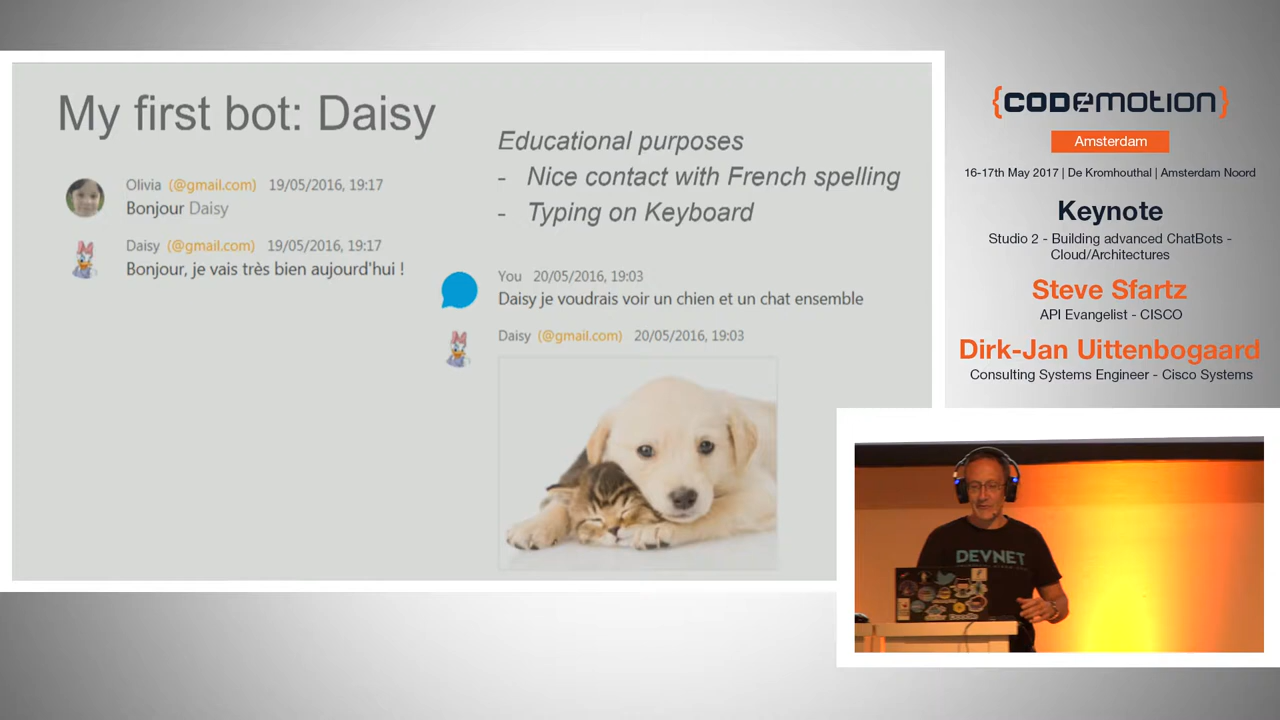 My first bot: Daisy
Olivia (@gmail.com) 19/05/2016, 19:17
Bonjour Daisy
Daisy (@gmail.com) 19/05/2016, 19:17
Bonjour, je vais très bien aujourd'hui !
Educational purposes
- Nice contact with French spelling
- Typing on Keyboard
You 20/05/2016, 19:03
Daisy je voudrais voir un chien et un chat ensemble
Daisy (@gmail.com) 20/05/2016, 19:03
{CODEMOTION}
Amsterdam
16-17th May 2017 | De Kromhouthal | Amsterdam Noord
Keynote
Studio 2 - Building advanced ChatBots -
Cloud/Architectures
Steve Sfartz
API Evangelist - CISCO
Dirk-Jan Uittenbogaard
Consulting Systems Engineer - Cisco Systems
DEVNET